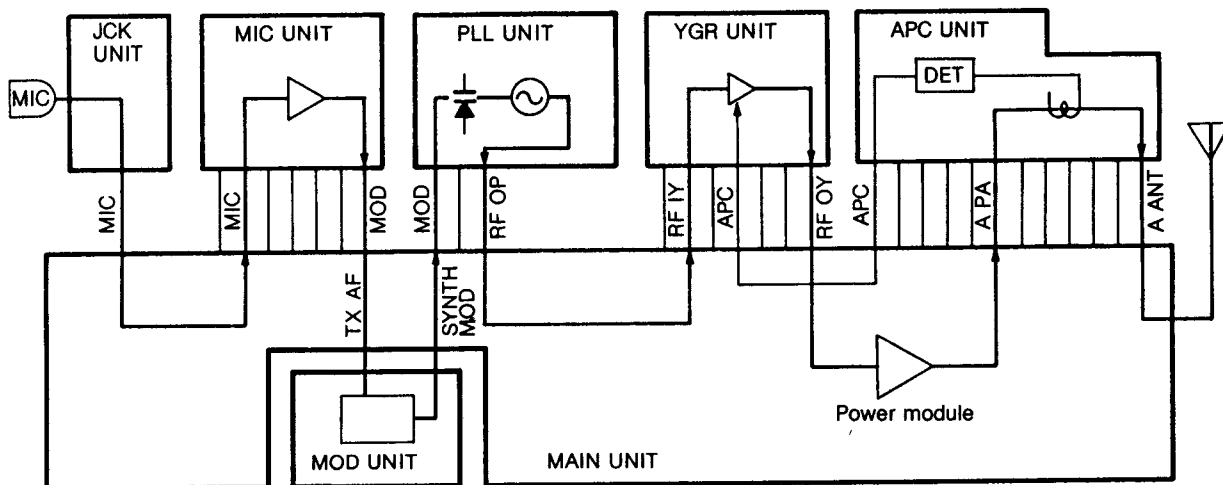 JCK
UNIT
MIC UNIT
PLL UNIT
YGR UNIT
APC UNIT
MIC
DET
MIC
MIC
MOD
MOD
RF OP
RF IY
APC
RF OY
APC
A PA
A ANT
TX AF
SYNTH
MOD
Power module
MOD UNIT
MAIN UNIT